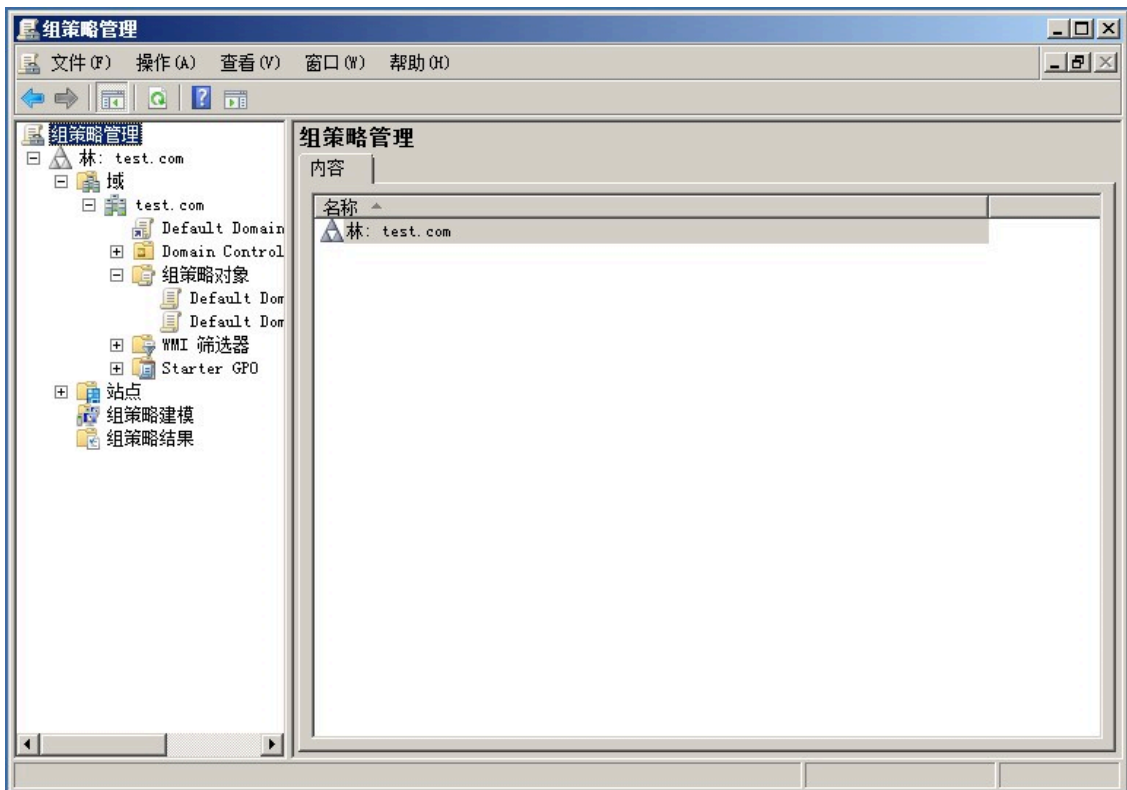 组策略管理
文件(F) 操作(A) 查看(V) 窗口(W) 帮助(H)
组策略管理
林: test.com
域
test.com
Default Domain
Domain Control
组策略对象
Default Dom
Default Dom
WMI 筛选器
Starter GPO
站点
组策略建模
组策略结果
组策略管理
内容
名称
林: test.com